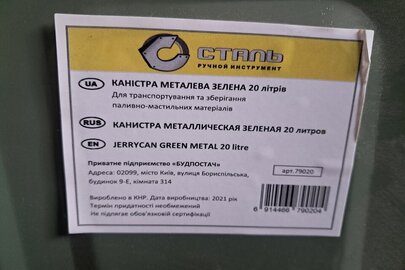 СТАЛЬ
РУЧНОЙ ИНСТРУМЕНТ
UA КАНІСТРА МЕТАЛЕВА ЗЕЛЕНА 20 літрів
Для транспортування та зберігання
паливно-мастильних матеріалів
RUS КАНИСТРА МЕТАЛЛИЧЕСКАЯ ЗЕЛЕНАЯ 20 литров
EN JERRYCAN GREEN METAL 20 litre
Приватне підприємство «БУДПОСТАЧ»
Адреса: 02099, місто Київ, вулиця Бориспільська,
будинок 9-Е, кімната 314
арт.79020
Вироблено в КНР. Дата виробництва: 2021 рік
Термін придатності необмежений
Не підлягає обов'язковій сертифікації
6 914466 790204